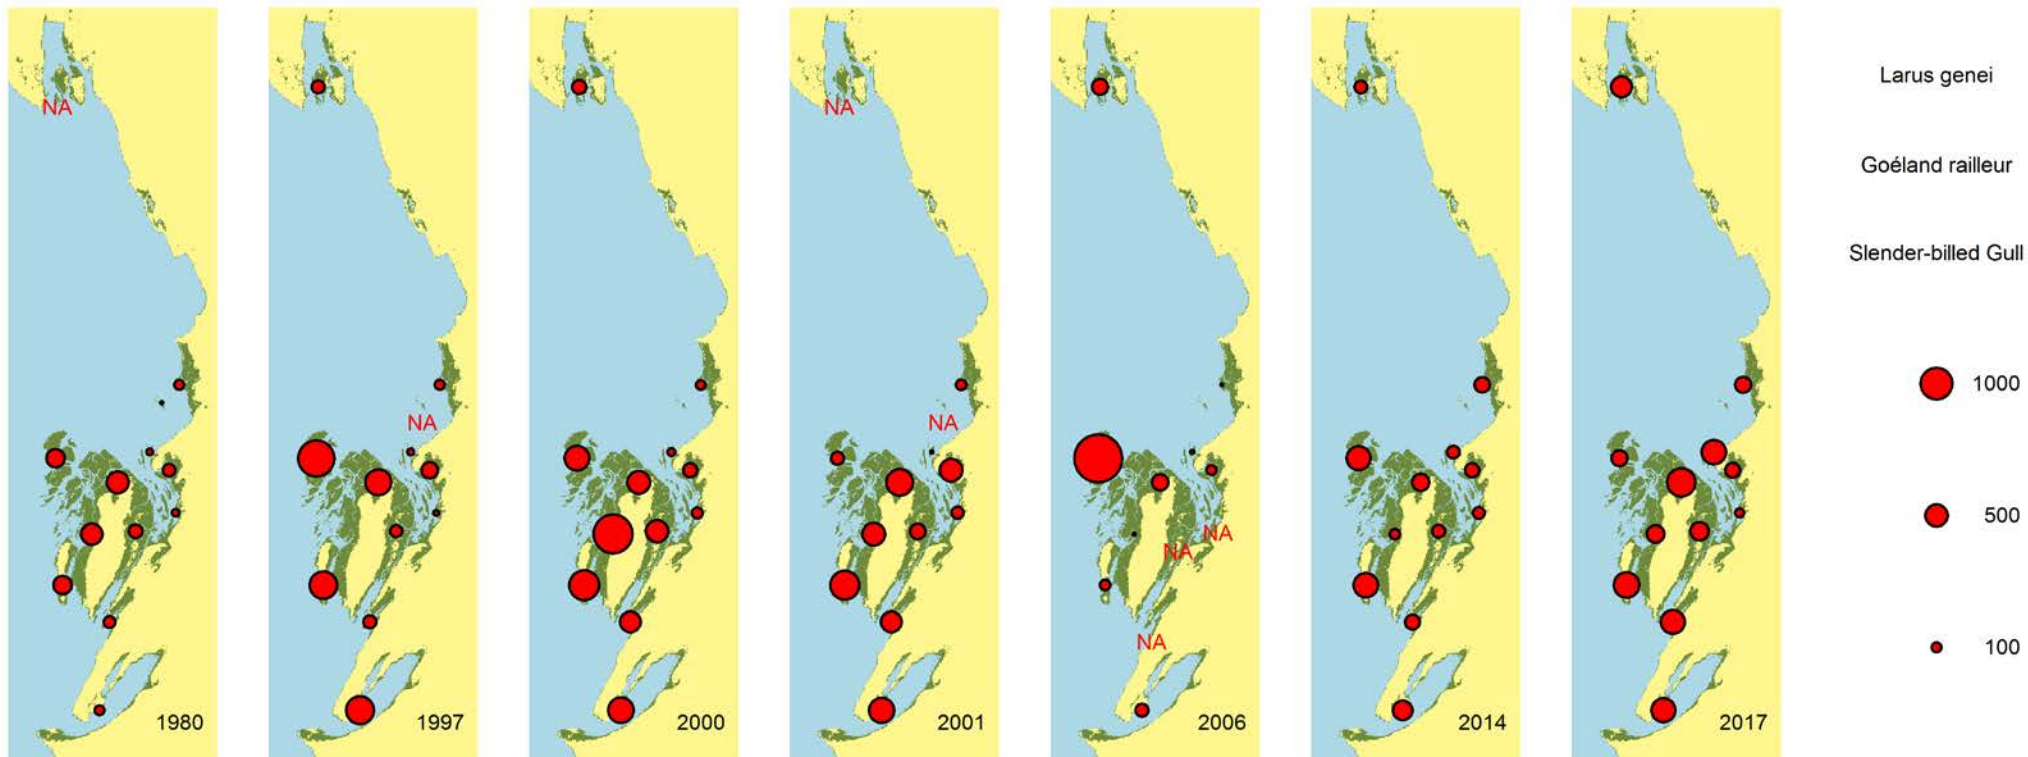 NA
1980
NA
1997
2000
NA
NA
2001
NA
NA
NA
2006
2014
2017
Larus genei
Goéland railleur
Slender-billed Gull
1000
500
100